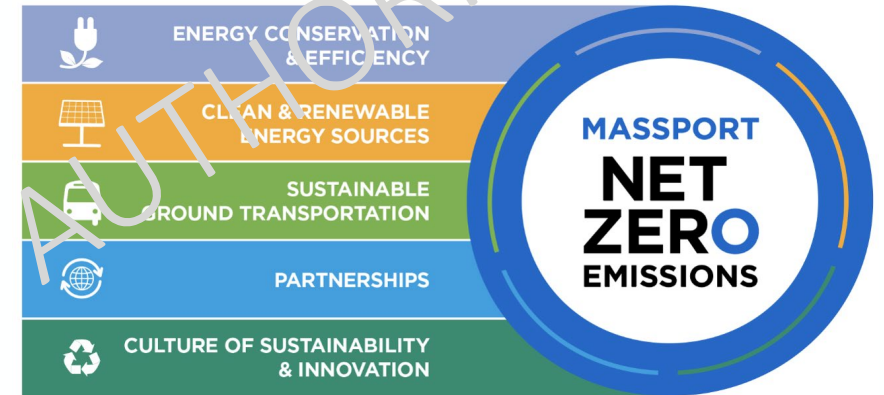 ENERGY CONSERVATION
& EFFICIENCY
CLEAN & RENEWABLE
ENERGY SOURCES
SUSTAINABLE
GROUND TRANSPORTATION
PARTNERSHIPS
CULTURE OF SUSTAINABILITY
& INNOVATION
MASSPORT
NET
ZERO
EMISSIONS